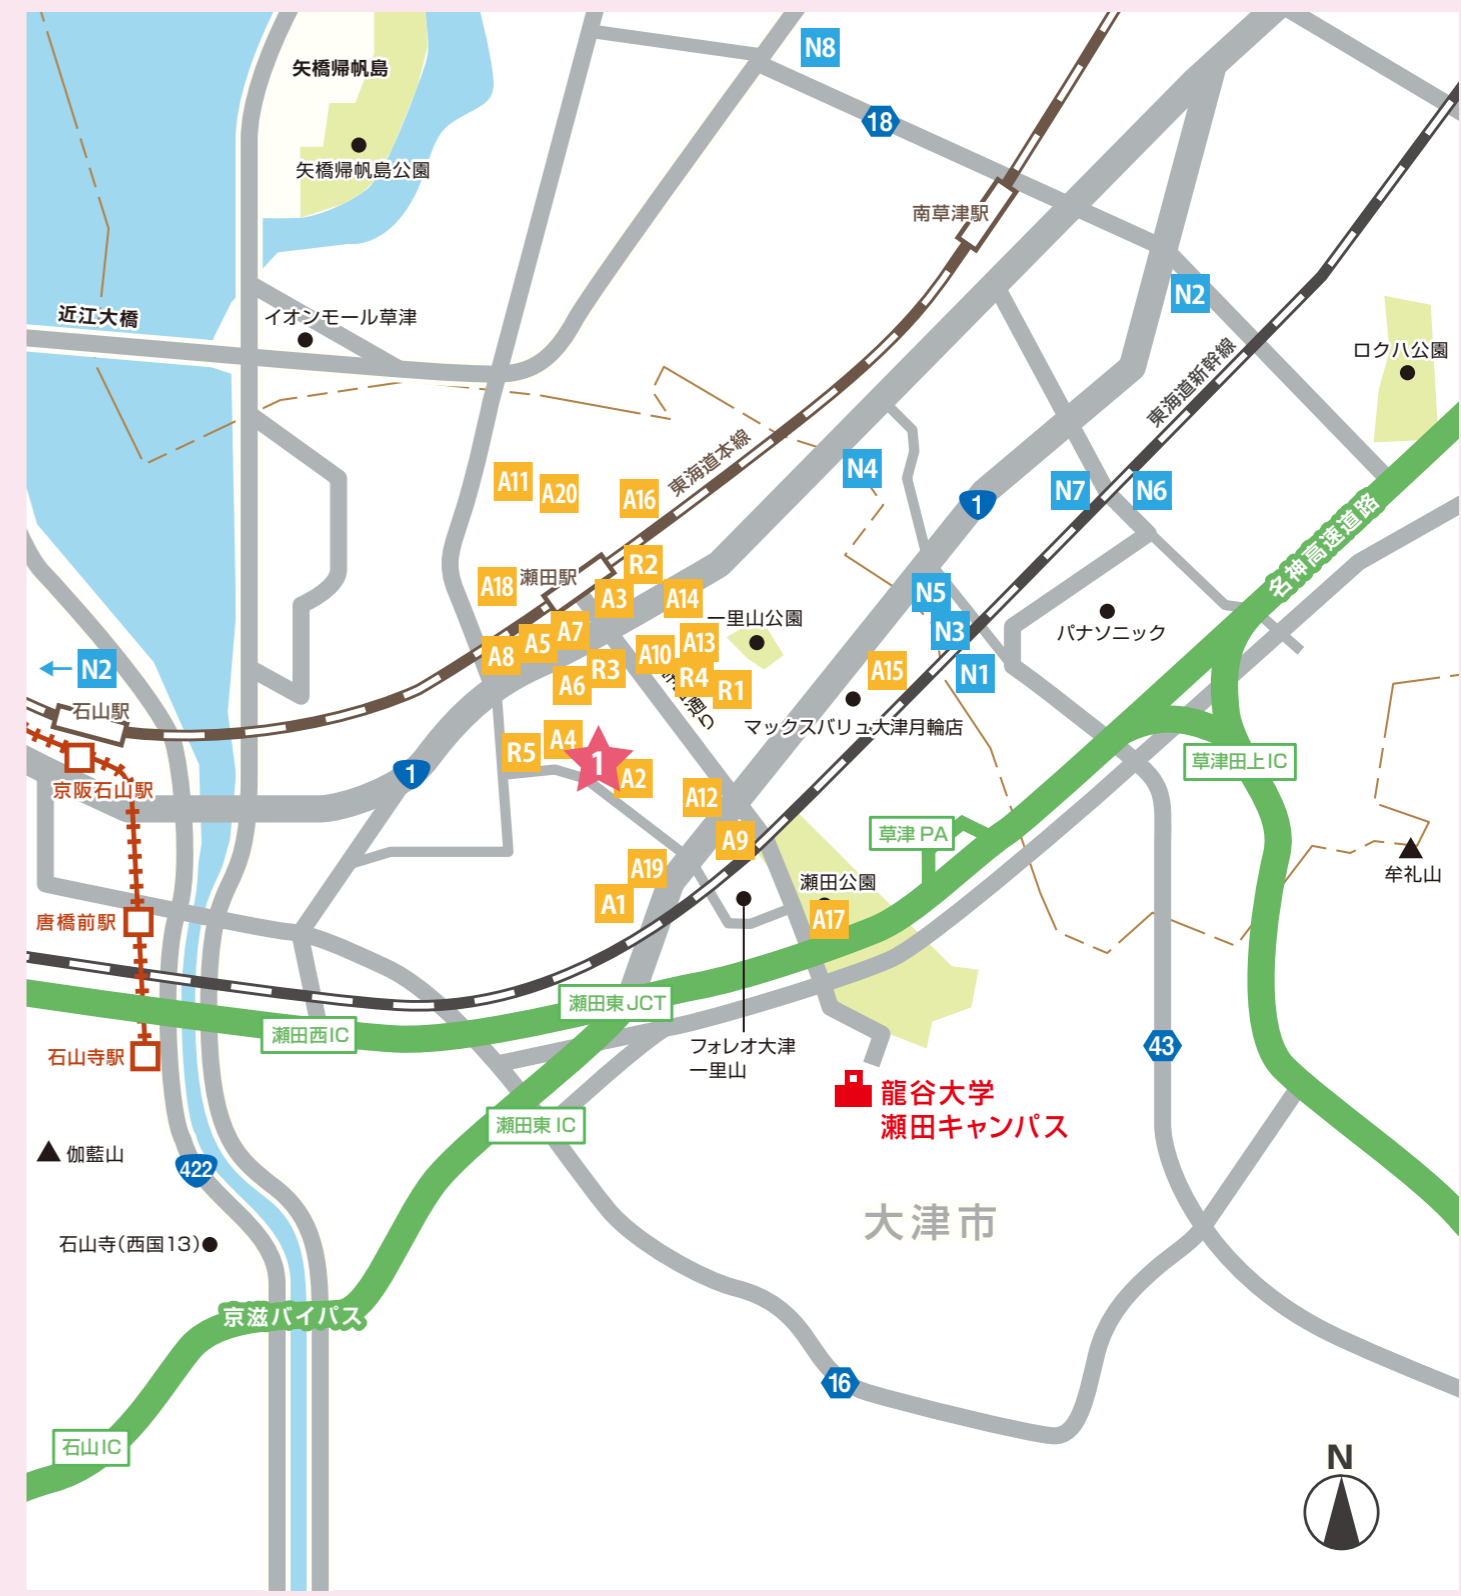 N8
矢橋帰帆島
18
矢橋帰帆島公園
南草津駅
N2
近江大橋
イオンモール草津
東海道新幹線
ロクハ公園
東海道本線
N4
A11
A20
A16
N7
N6
1
名神高速道路
R2
A18
瀬田駅
A3
A14
N5
一里山公園
パナソニック
A7
A5
A13
N3
A8
A10
R3
N2
A15
N1
R4
A6
R1
通り
石山駅
マックスバリュ大津月輪店
A4
R5
1
草津田上IC
1
A2
京阪石山駅
A12
草津PA
A9
A19
瀬田公園
牟礼山
A1
A17
唐橋前駅
瀬田東JCT
瀬田西IC
フォレオ大津
一里山
石山寺駅
43
龍谷大学
瀬田キャンパス
瀬田東IC
伽藍山
422
大津市
石山寺(西国13)
京滋バイパス
16
石山IC
N